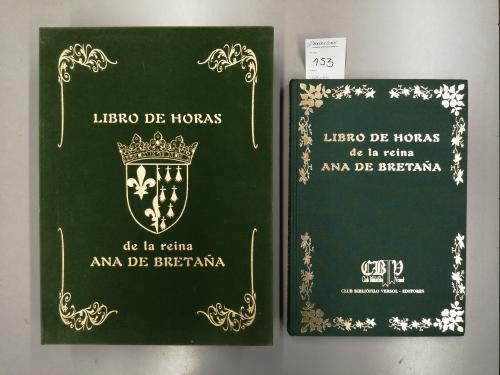 LIBRO DE HORAS
de la reina
ANA DE BRETAÑA
153
LIBRO DE HORAS
de la reina
ANA DE BRETAÑA
CLUB BIBLIÓFILO VERSOL - EDITORES